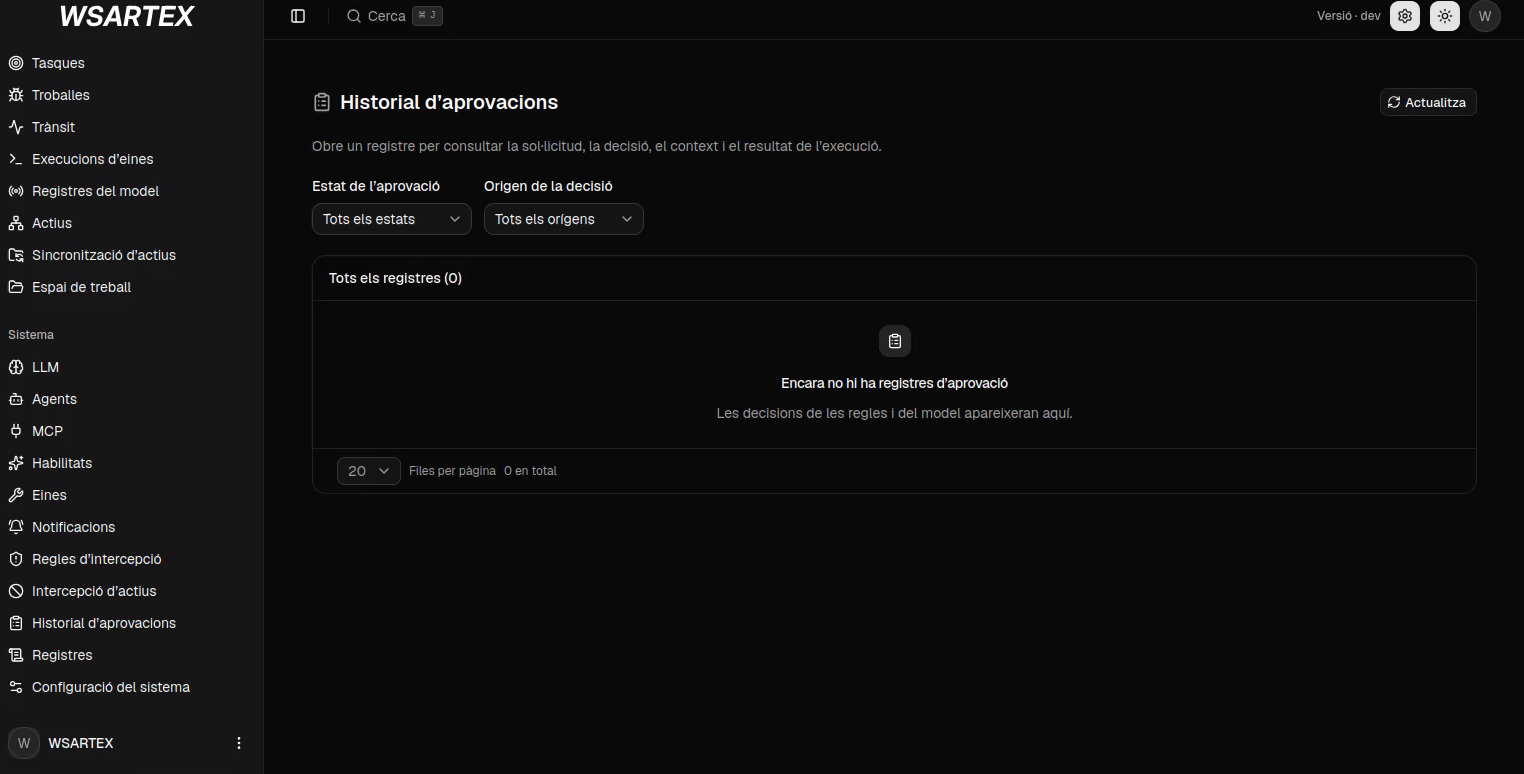 WSARTEX
Tasques
Troballes
Trànsit
Execucions d’eines
Registres del model
Actius
Sincronització d’actius
Espai de treball
Sistema
LLM
Agents
MCP
Habilitats
Eines
Notificacions
Regles d’intercepció
Intercepció d’actius
Historial d’aprovacions
Registres
Configuració del sistema
W WSARTEX
Cerca ⌘ J
Versió · dev
W
Historial d’aprovacions
Actualitza
Obre un registre per consultar la sol·licitud, la decisió, el context i el resultat de l’execució.
Estat de l’aprovació Origen de la decisió
Tots els estats Tots els orígens
Tots els registres (0)
Encara no hi ha registres d’aprovació
Les decisions de les regles i del model apareixeran aquí.
20 Files per pàgina 0 en total